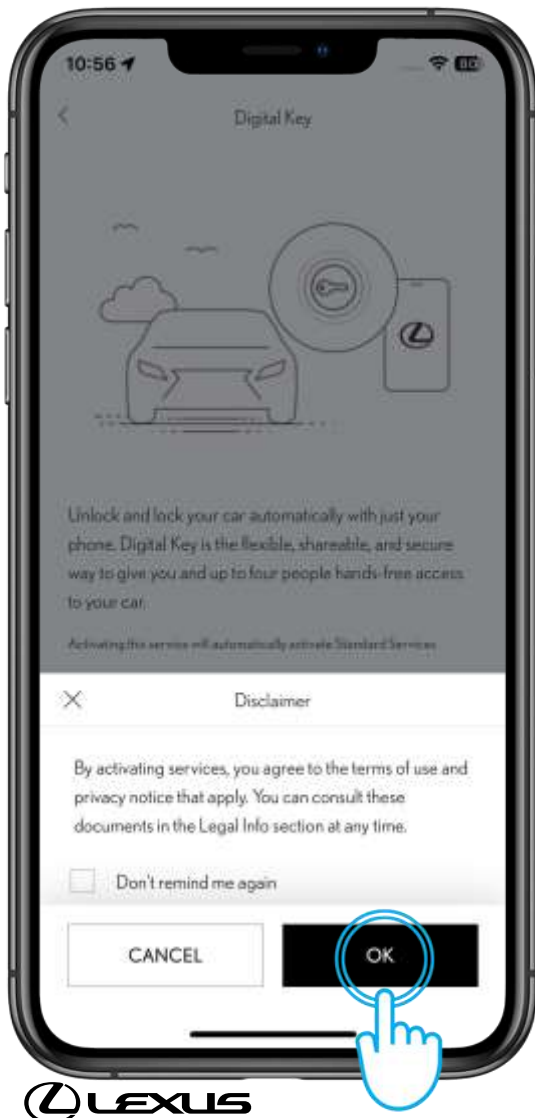 10:56
80
Digital Key
Unlock and lock your car automatically with just your
phone. Digital Key is the flexible, shareable, and secure
way to give you and up to four people hands-free access
to your car.
Activating this service will automatically activate Standard Services
Disclaimer
By activating services, you agree to the terms of use and
privacy notice that apply. You can consult these
documents in the Legal Info section at any time.
Don't remind me again
CANCEL
OK
LEXUS